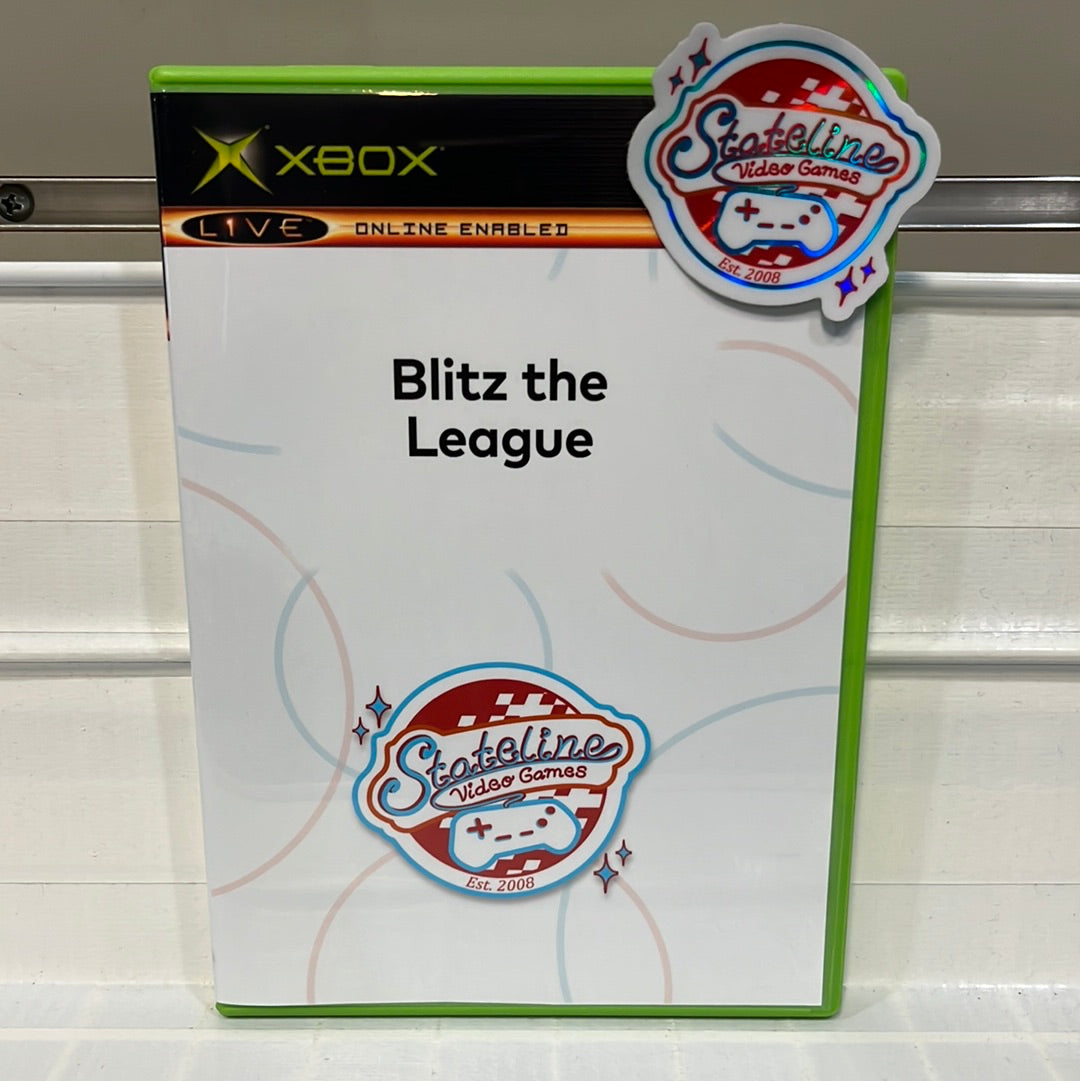 XBOX
LIVE ONLINE ENABLED
Stateline
Video Games
Est. 2008
Blitz the
League
Stateline
Video Games
Est. 2008